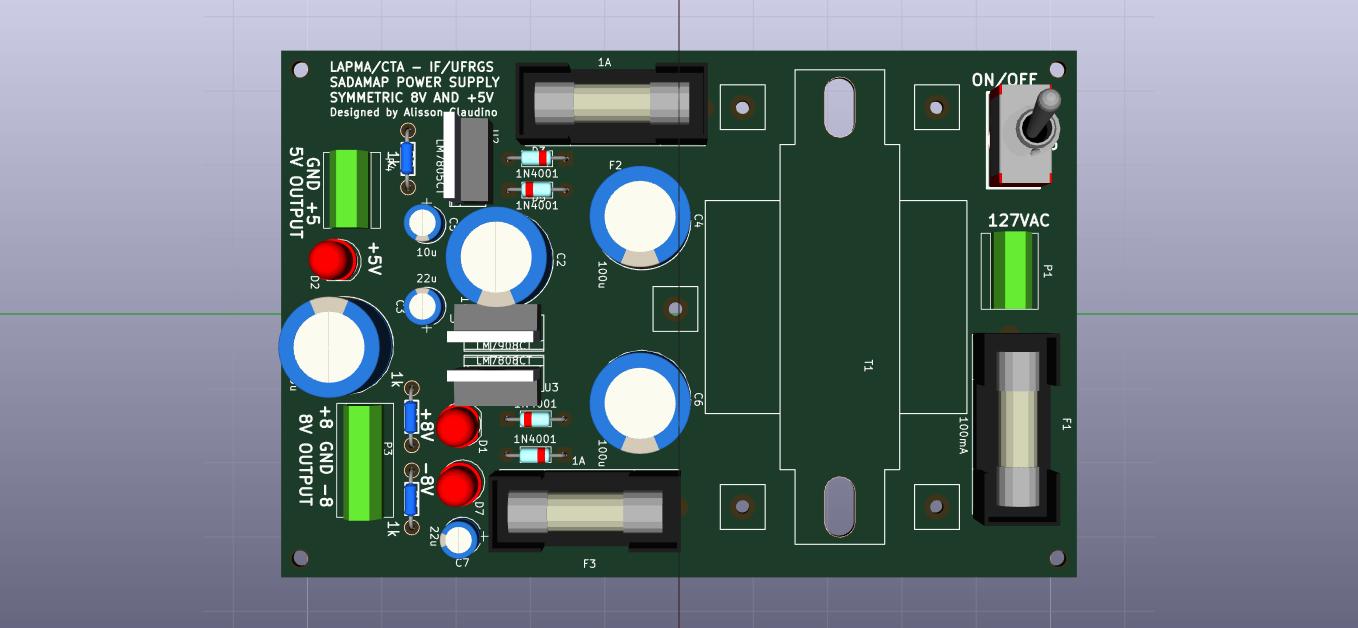 LAPMA/CTA - IF/UFRGS
SADAMAP POWER SUPPLY
SYMMETRIC 8V AND +5V
Designed by Alisson Claudino
1A
ON/OFF
U2
LM7805CT
1N4001
1N4001
F2
GND +5
5V OUTPUT
+5V
D2
10u
C2
C4
100u
127VAC
P1
22u
C3
LM7908CT
LM7808CT
U3
T1
1k
+8V
D1
1N4001
C6
100u
+8 GND -8
8V OUTPUT
P3
-8V
D7
1k
22u
C7
1A
F3
100mA
F1